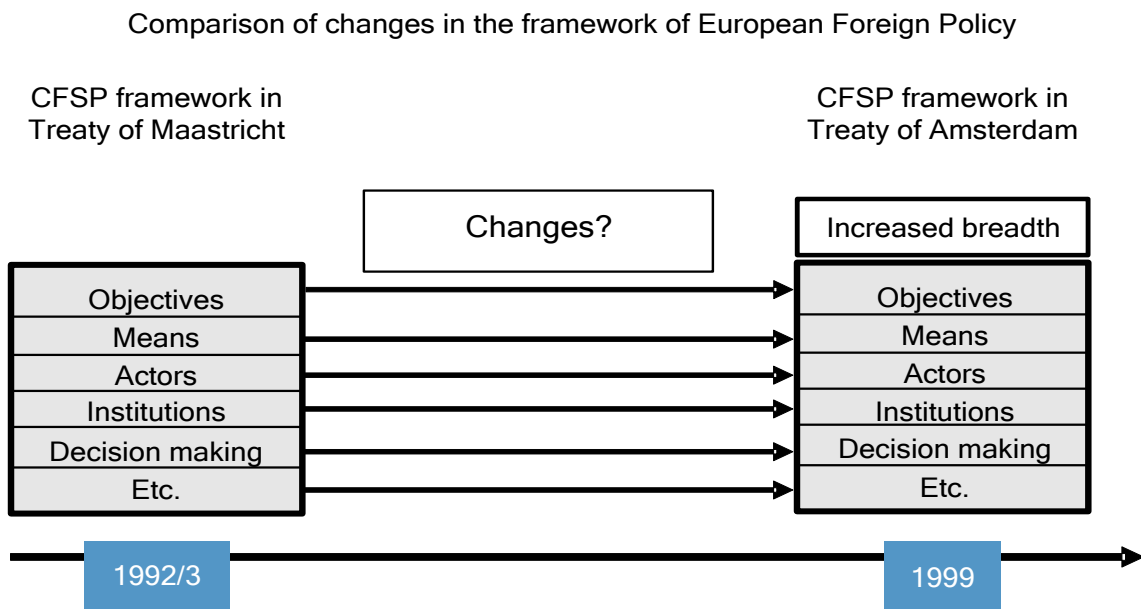 Comparison of changes in the framework of European Foreign Policy
CFSP framework in
Treaty of Maastricht
CFSP framework in
Treaty of Amsterdam
Changes?
Increased breadth
Objectives
Means
Actors
Institutions
Decision making
Etc.
Objectives
Means
Actors
Institutions
Decision making
Etc.
1992/3
1999